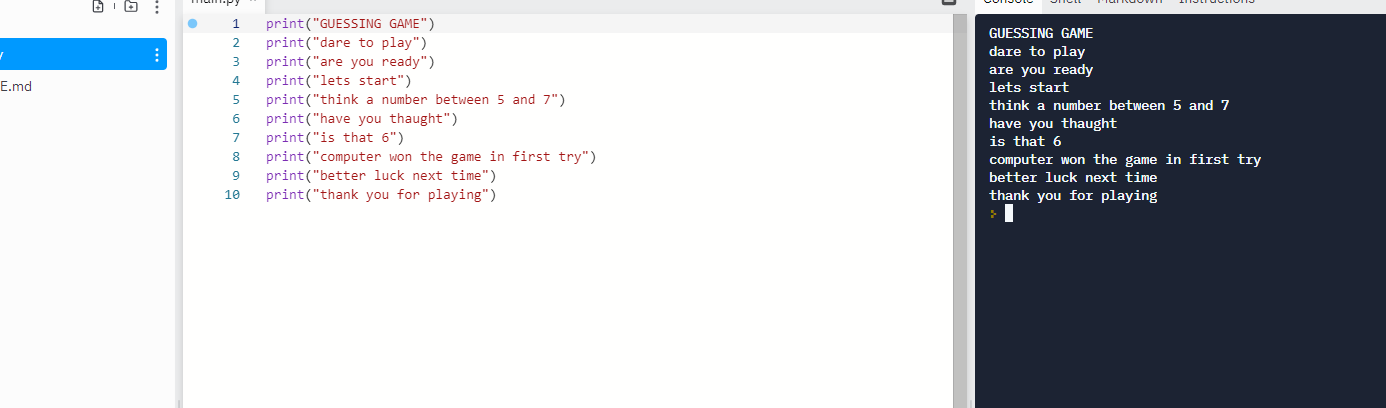 main.py
Console Shell Markdown Instructions
y
E.md
1 print("GUESSING GAME")
2 print("dare to play")
3 print("are you ready")
4 print("lets start")
5 print("think a number between 5 and 7")
6 print("have you thaught")
7 print("is that 6")
8 print("computer won the game in first try")
9 print("better luck next time")
10 print("thank you for playing")
GUESSING GAME
dare to play
are you ready
lets start
think a number between 5 and 7
have you thaught
is that 6
computer won the game in first try
better luck next time
thank you for playing